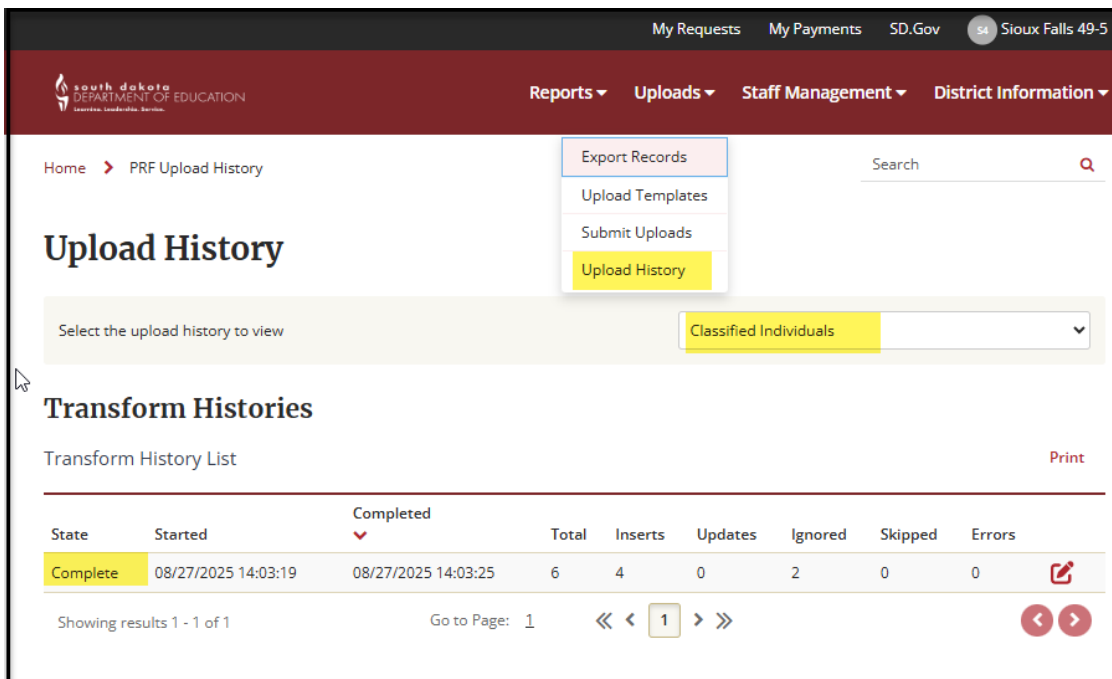 My Requests My Payments SD.Gov S4 Sioux Falls 49-5
south dakota
DEPARTMENT OF EDUCATION
Learning. Leadership. Service.
Reports Uploads Staff Management District Information
Home PRF Upload History
Export Records
Upload Templates
Submit Uploads
Upload History
Search
Upload History
Select the upload history to view Classified Individuals
Transform Histories
Transform History List Print
State Started Completed Total Inserts Updates Ignored Skipped Errors
Complete 08/27/2025 14:03:19 08/27/2025 14:03:25 6 4 0 2 0 0
Showing results 1 - 1 of 1 Go to Page: 1 1